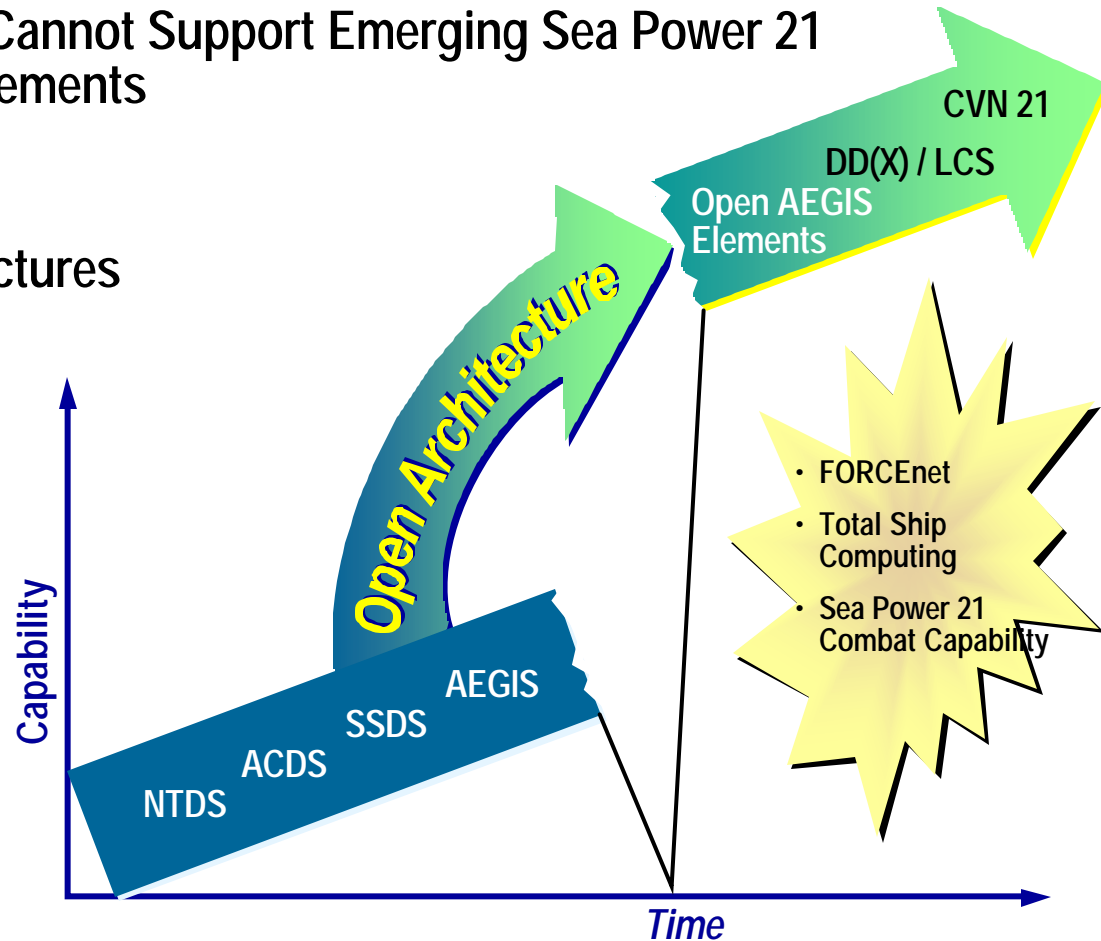 Cannot Support Emerging Sea Power 21
ements
ctures
CVN 21
DD(X) / LCS
Open AEGIS
Elements
Open Architecture
• FORCEnet
• Total Ship
Computing
• Sea Power 21
Combat Capability
Capability
AEGIS
SSDS
ACDS
NTDS
Time